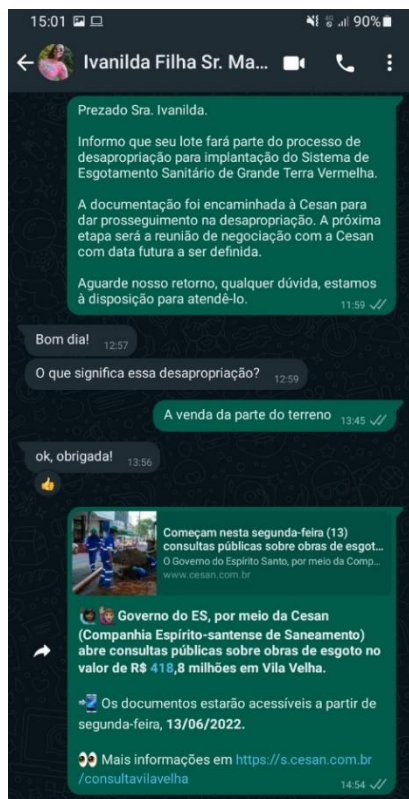 15:01
90%
Ivanilda Filha Sr. Ma...
Prezado Sra. Ivanilda.
Informo que seu lote fará parte do processo de
desapropriação para implantação do Sistema de
Esgotamento Sanitário de Grande Terra Vermelha.
A documentação foi encaminhada à Cesan para
dar prosseguimento na desapropriação. A próxima
etapa será a reunião de negociação com a Cesan
com data futura a ser definida.
Aguarde nosso retorno, qualquer dúvida, estamos
à disposição para atendê-lo.
11:59
Bom dia! 12:57
O que significa essa desapropriação? 12:59
A venda da parte do terreno 13:45
ok, obrigada! 13:56
Começam nesta segunda-feira (13)
consultas públicas sobre obras de esgot...
O Governo do Espírito Santo, por meio da Comp...
www.cesan.com.br
Governo do ES, por meio da Cesan
(Companhia Espírito-santense de Saneamento)
abre consultas públicas sobre obras de esgoto no
valor de R$ 418,8 milhões em Vila Velha.
Os documentos estarão acessíveis a partir de
segunda-feira, 13/06/2022.
Mais informações em https://s.cesan.com.br
/consultavilavelha
14:54